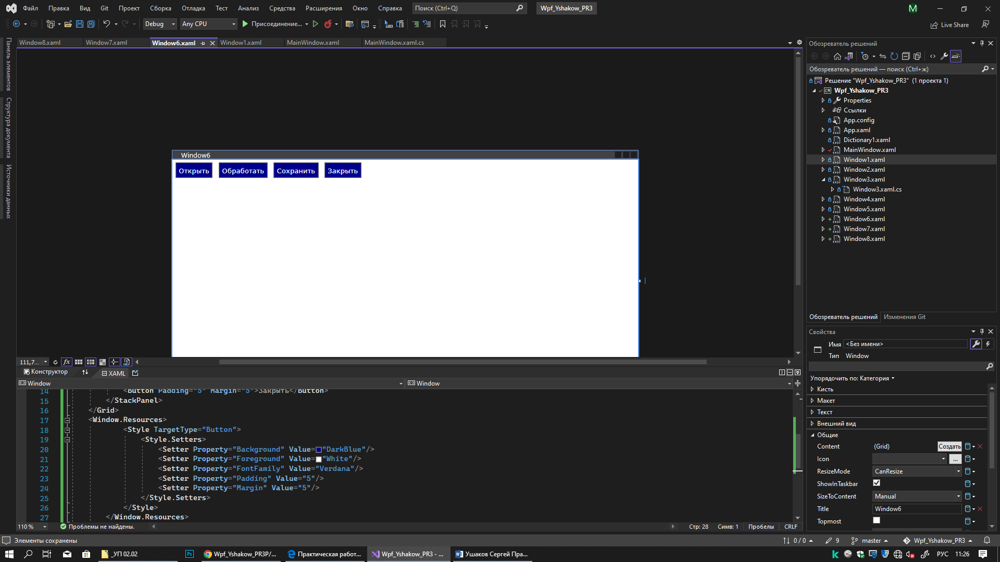 Файл Правка Вид Git Проект Сборка Отладка Тест Анализ Средства Расширения Окно Справка Поиск (Ctrl+Q) Wpf_Yshakow_PR3 M
Debug Any CPU Присоединение... Live Share
Window8.xaml Window7.xaml Window6.xaml Window1.xaml MainWindow.xaml MainWindow.xaml.cs
Панель элементов
Структура документа
Источники данных
Window6
Открыть Обработать Сохранить Закрыть
111,7...
Конструктор XAML
Window Window
14 <Button Padding="5" Margin="5">Закрыть</Button>
15 </StackPanel>
16 </Grid>
17 <Window.Resources>
18 <Style TargetType="Button">
19 <Style.Setters>
20 <Setter Property="Background" Value="DarkBlue"/>
21 <Setter Property="Foreground" Value="White"/>
22 <Setter Property="FontFamily" Value="Verdana"/>
23 <Setter Property="Padding" Value="5"/>
24 <Setter Property="Margin" Value="5"/>
25 </Style.Setters>
26 </Style>
27 </Window.Resources>
110 % Проблемы не найдены. Стр: 28 Симв: 1 Пробелы CRLF
Обозреватель решений
Обозреватель решений — поиск (Ctrl+ж)
Решение "Wpf_Yshakow_PR3" (1 проекта 1)
Wpf_Yshakow_PR3
Properties
Ссылки
App.config
App.xaml
Dictionary1.xaml
MainWindow.xaml
Window1.xaml
Window2.xaml
Window3.xaml
Window3.xaml.cs
Window4.xaml
Window5.xaml
Window6.xaml
Window7.xaml
Window8.xaml
Обозреватель решений Изменения Git
Свойства
Имя <Без имени>
Тип Window
Упорядочить по: Категория
Кисть
Макет
Текст
Внешний вид
Общие
Content (Grid) Создать
Icon ...
ResizeMode CanResize
ShowInTaskbar
SizeToContent Manual
Title Window6
Topmost
Элементы сохранены 0 / 0 9 master Wpf_Yshakow_PR3
_УП 02.02 Ps Wpf_Yshakow_PR3P/... Практическая работ... Wpf_Yshakow_PR3 - ... Ушаков Сергей Пра... РУС 11:26